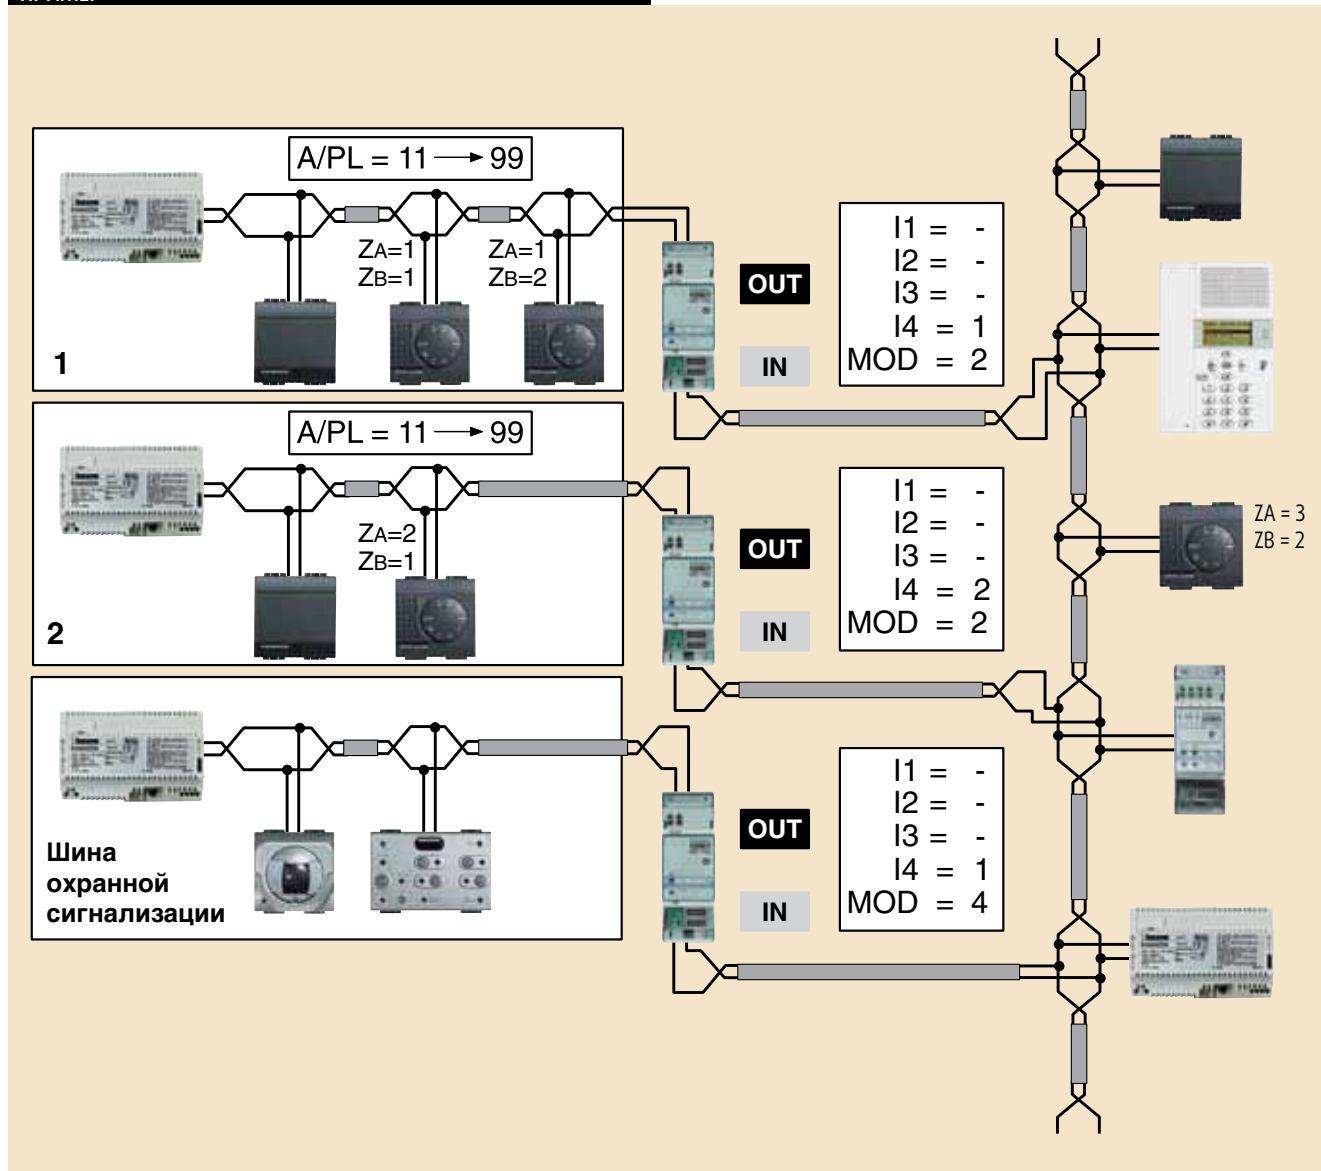 A/PL = 11 → 99
ZA=1
ZB=1
ZA=1
ZB=2
1
OUT
IN
I1 = -
I2 = -
I3 = -
I4 = 1
MOD = 2
A/PL = 11 → 99
ZA=2
ZB=1
2
OUT
IN
I1 = -
I2 = -
I3 = -
I4 = 2
MOD = 2
ZA = 3
ZB = 2
Шина
охранной
сигнализации
OUT
IN
I1 = -
I2 = -
I3 = -
I4 = 1
MOD = 4